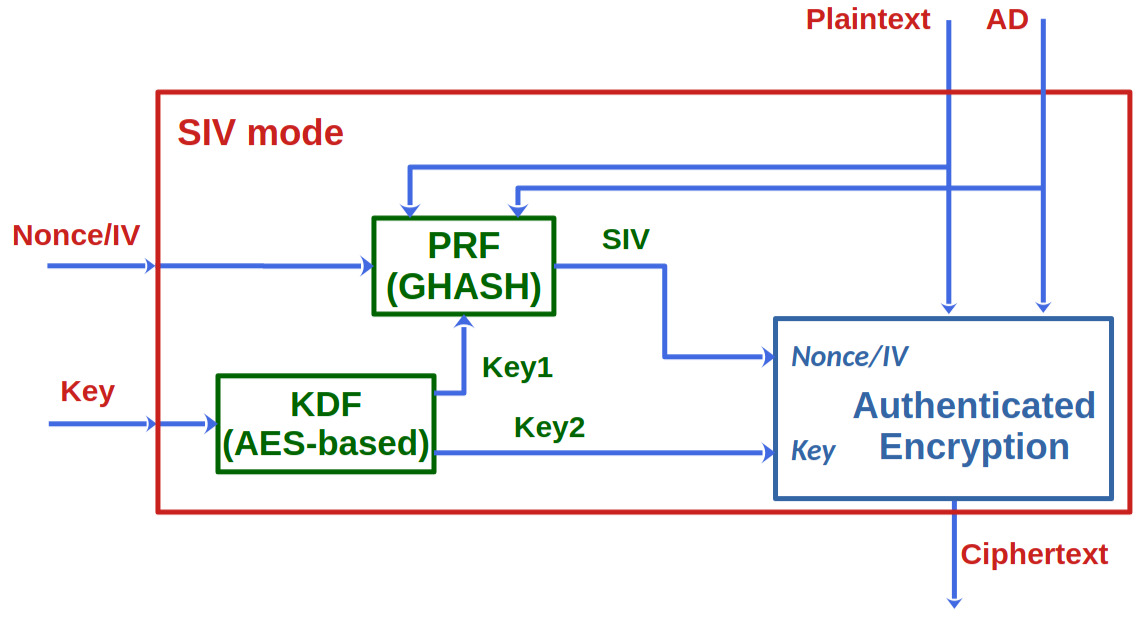 Plaintext
AD
SIV mode
Nonce/IV
PRF
(GHASH)
SIV
Key1
Nonce/IV
Key
KDF
(AES-based)
Key2
Authenticated
Encryption
Key
Ciphertext